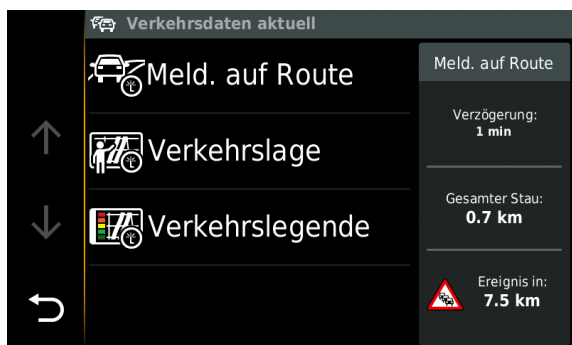 Verkehrsdaten aktuell
Meld. auf Route
Verkehrslage
Verkehrslegende
Meld. auf Route
Verzögerung:
1 min
Gesamter Stau:
0.7 km
Ereignis in:
7.5 km